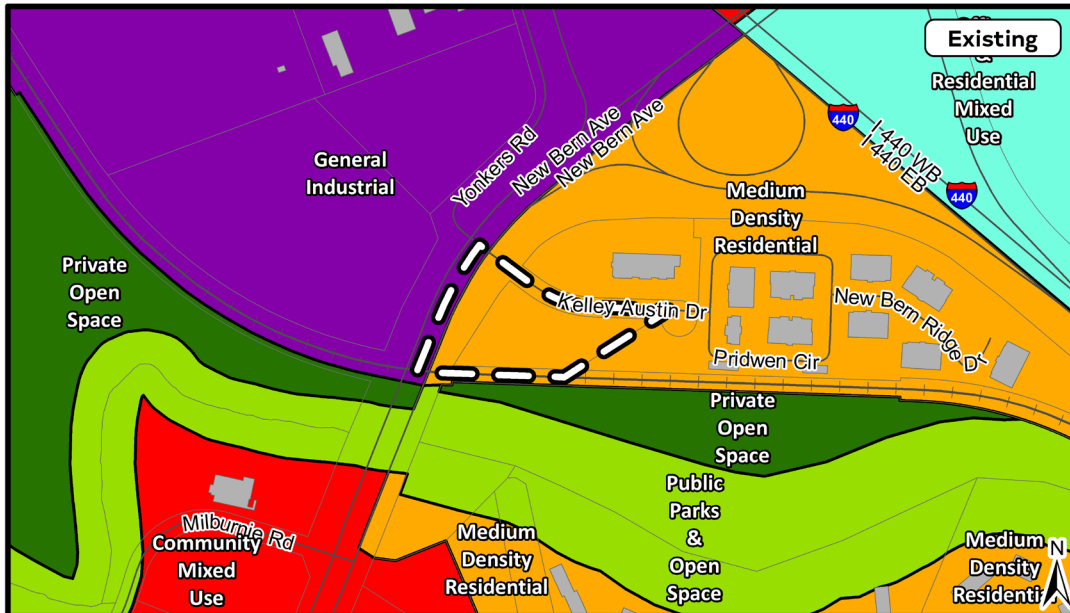 Existing
&
Residential
Mixed
Use
440
I 440 WB
I 440 EB
440
General
Industrial
Yonkers Rd
New Bern Ave
New Bern Ave
Medium
Density
Residential
Private
Open
Space
Kelley Austin Dr
New Bern Ridge Dr
Pridwen Cir
Private
Open
Space
Public
Parks
&
Open
Space
Milburnie Rd
Community
Mixed
Use
Medium
Density
Residential
Medium
Density
Residential
N